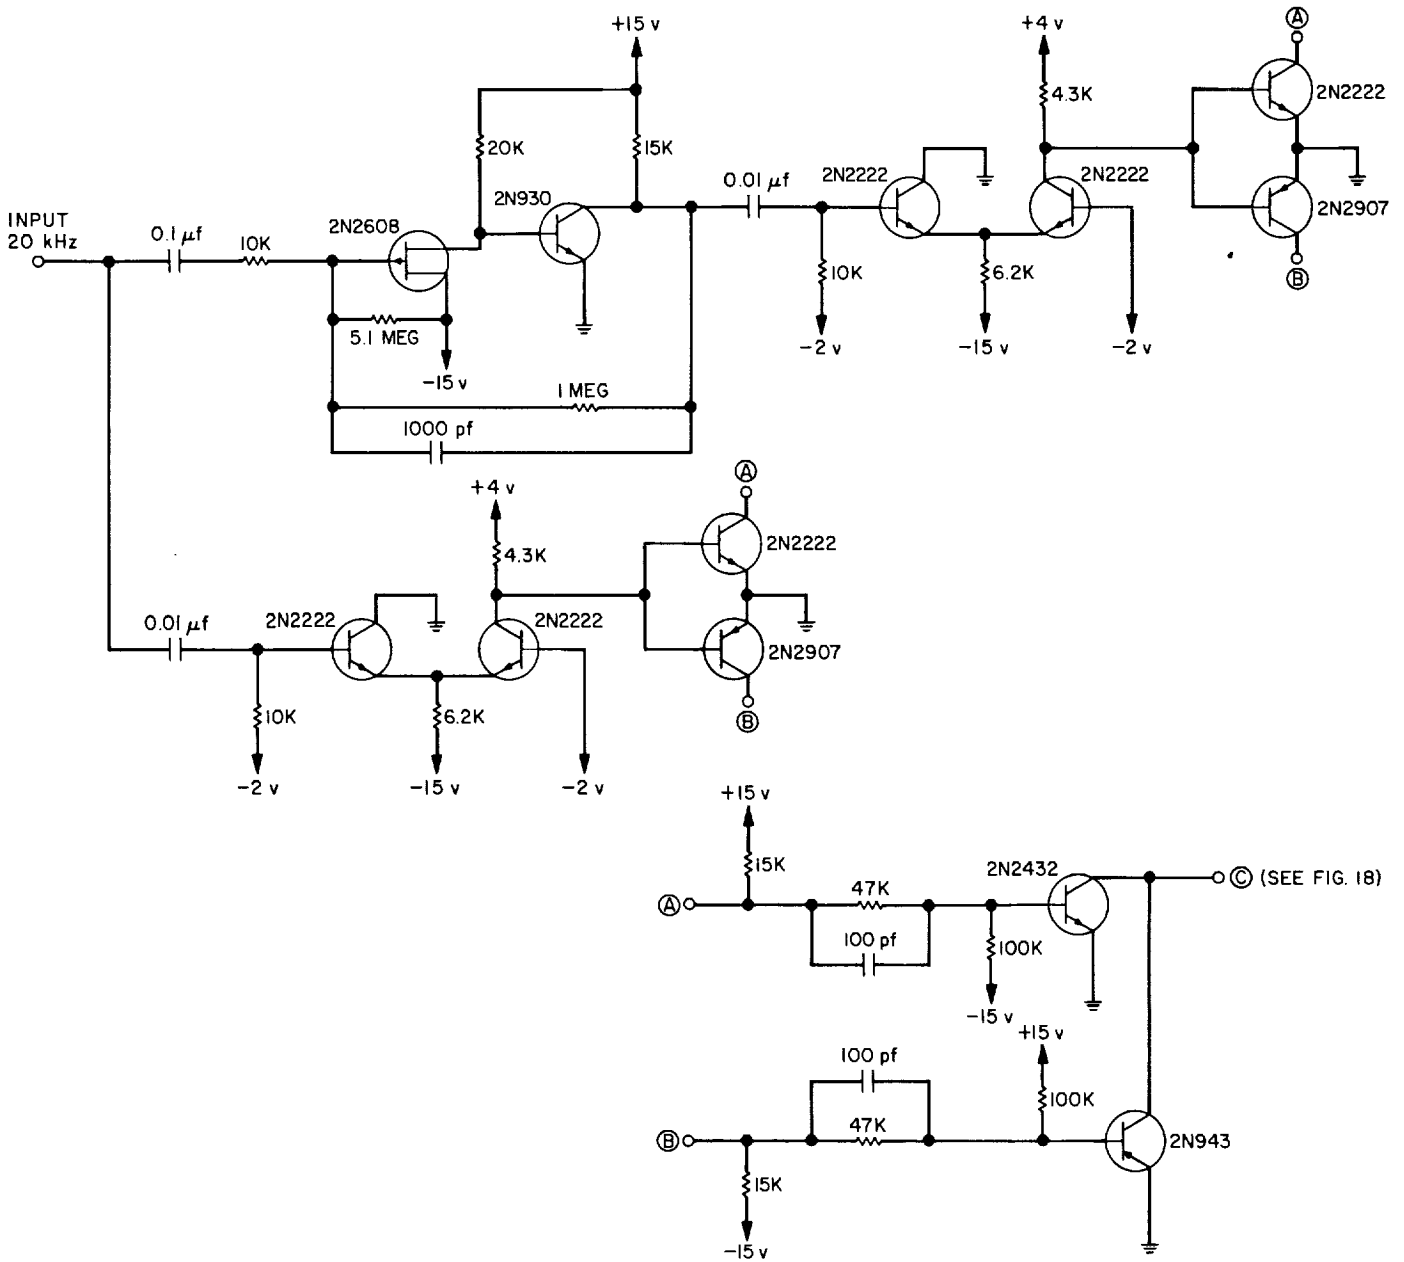 +15 v
+4 v
Ⓐ
4.3K
2N2222
20K
15K
0.01 μf
2N2222
2N2222
2N930
2N2907
INPUT
20 kHz
0.1 μf
10K
2N2608
Ⓑ
10K
6.2K
5.1 MEG
-15 v
-2 v
-15 v
-2 v
1 MEG
1000 pf
Ⓐ
+4 v
2N2222
4.3K
0.01 μf
2N2222
2N2222
2N2907
10K
6.2K
Ⓑ
-2 v
-15 v
-2 v
+15 v
15K
2N2432
47K
Ⓐ
Ⓒ (SEE FIG. 18)
100 pf
100K
-15 v
+15 v
100 pf
100K
47K
Ⓑ
2N943
15K
-15 v